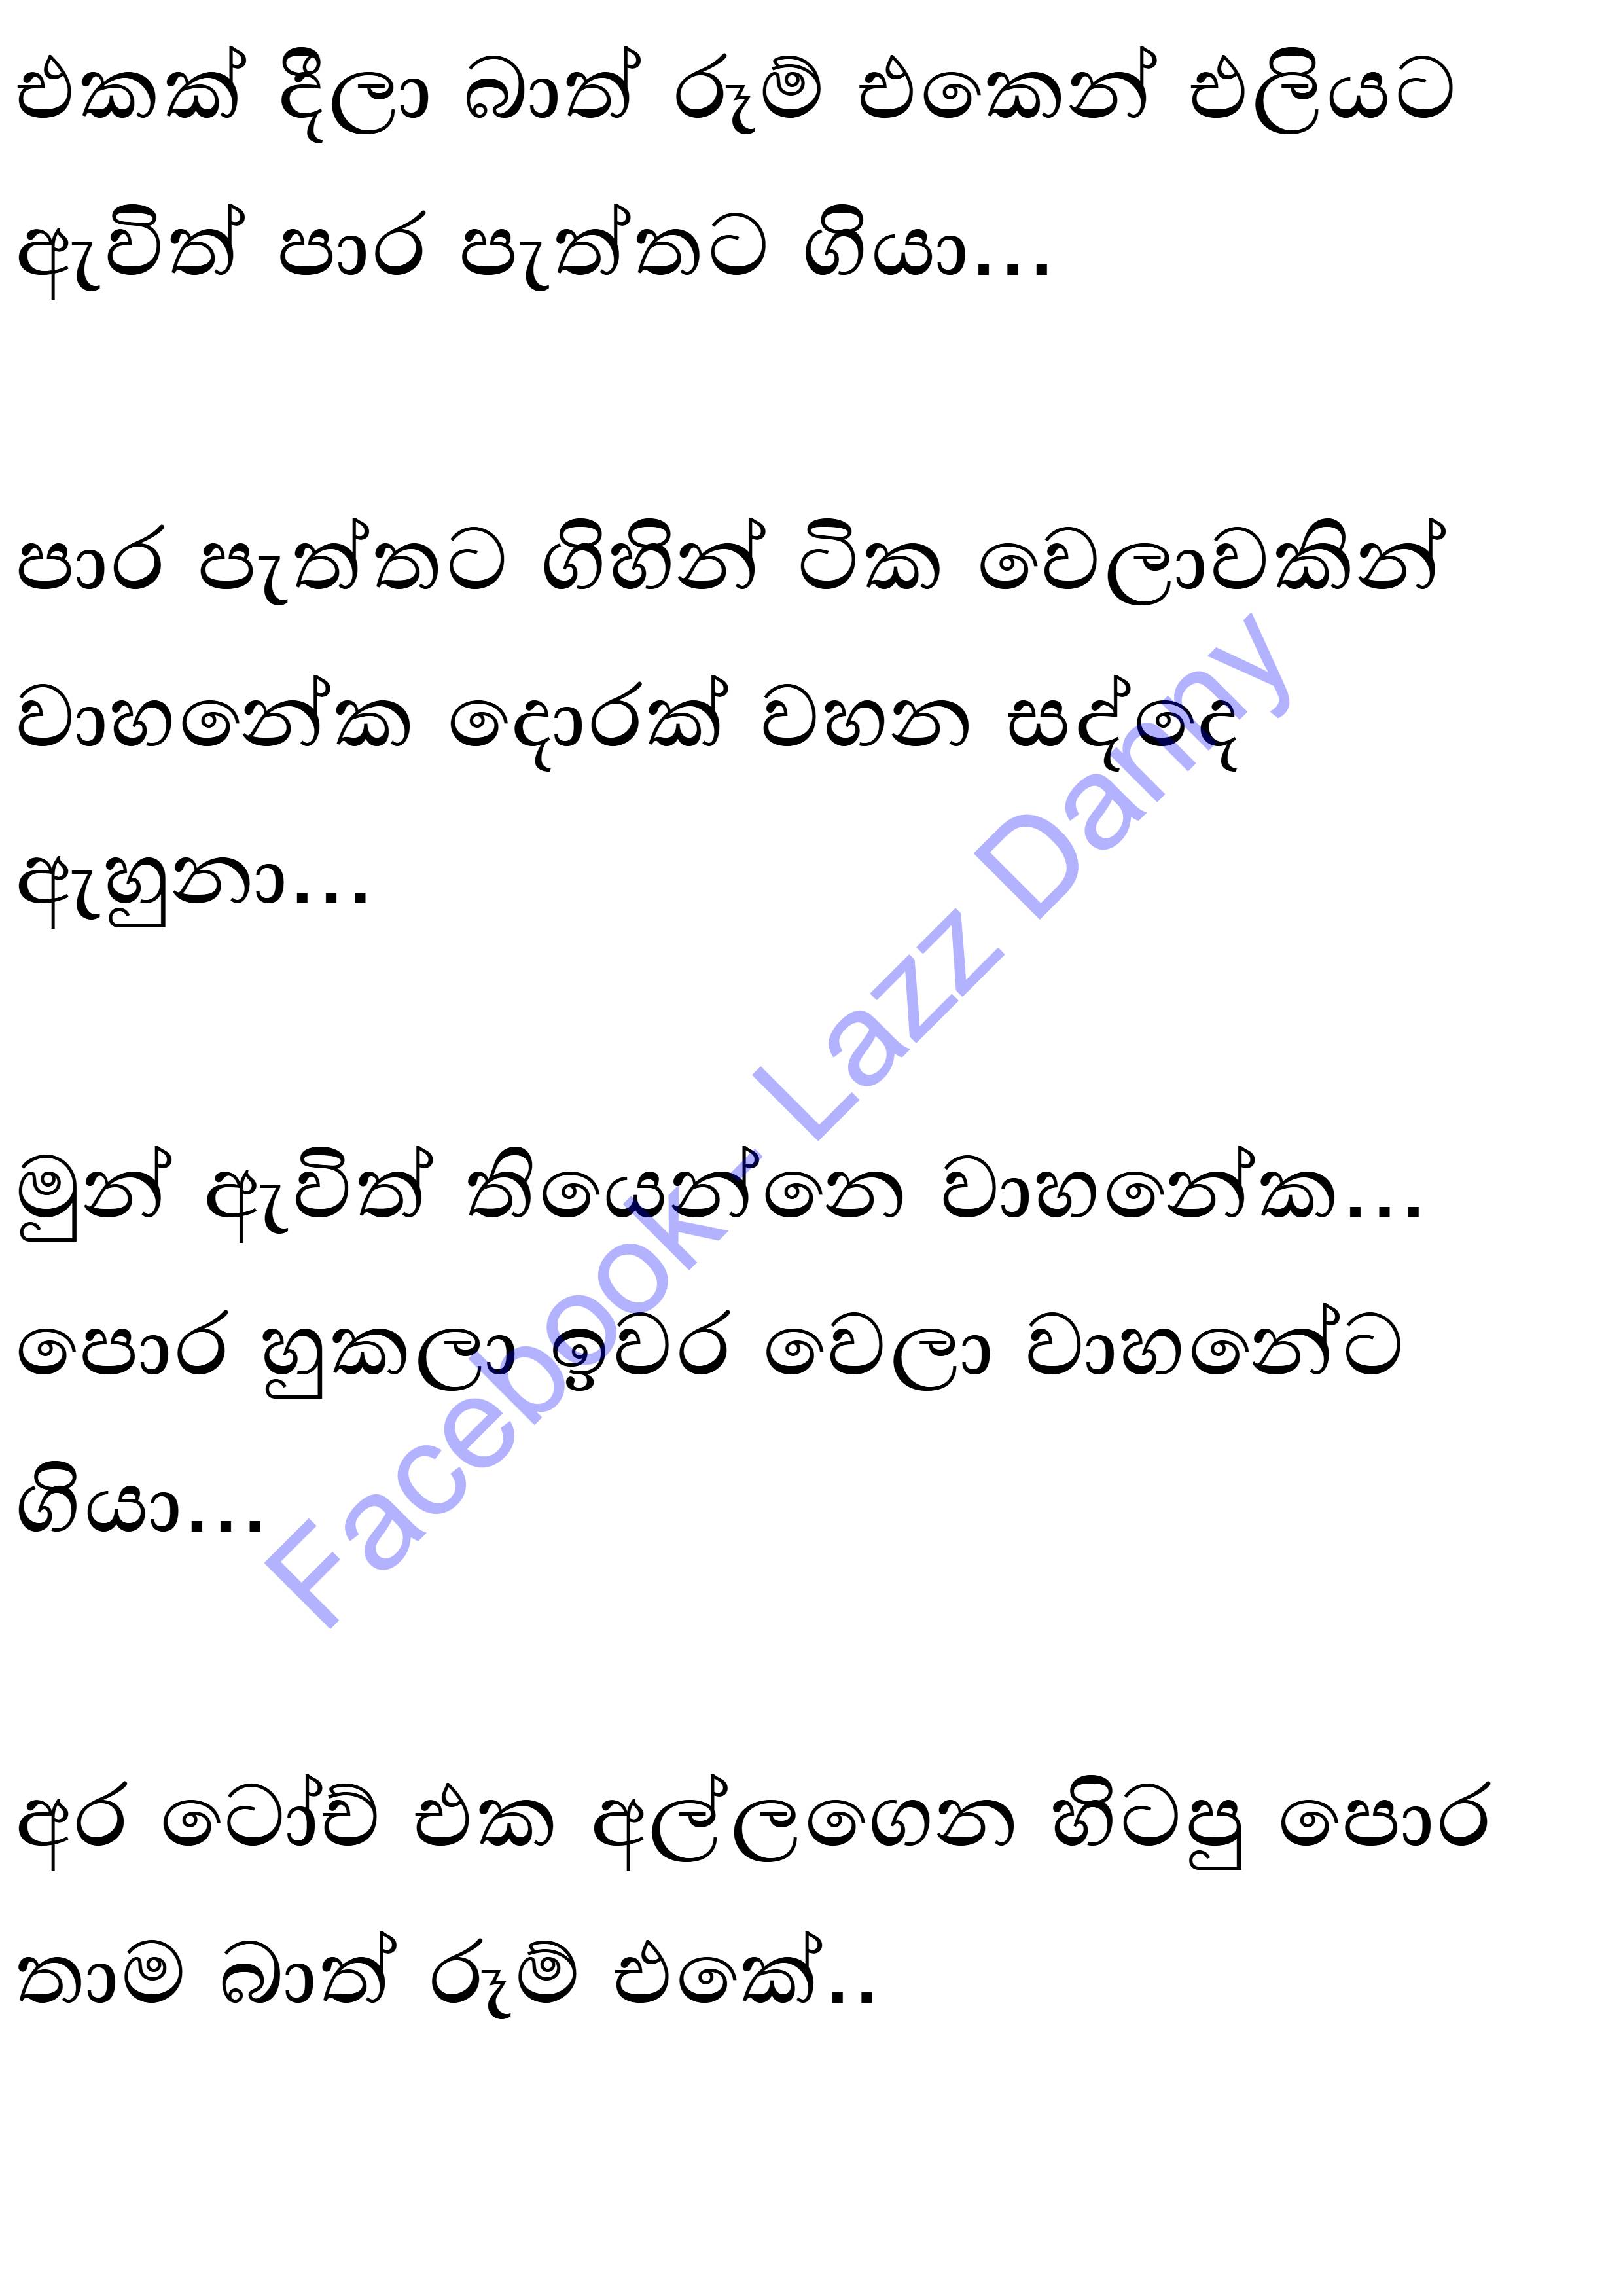 එකක් දීලා බාත් රූම් එකෙන් එලියට
ඇවිත් පාර පැත්තට ගියා...
පාර පැත්තට ගිහින් ටික වෙලාවකින්
වාහනේක දොරක් වහන සද්දෙ
ඇහුනා...
මුන් ඇවිත් තියෙන්නෙ වාහනේක...
පොර හුකලා ඉවර වෙලා වාහනේට
ගියා...
අර ටෝච් එක අල්ලගෙන හිටපු පොර
තාම බාත් රූම් එකේ..
Facebook - Lazz Danny